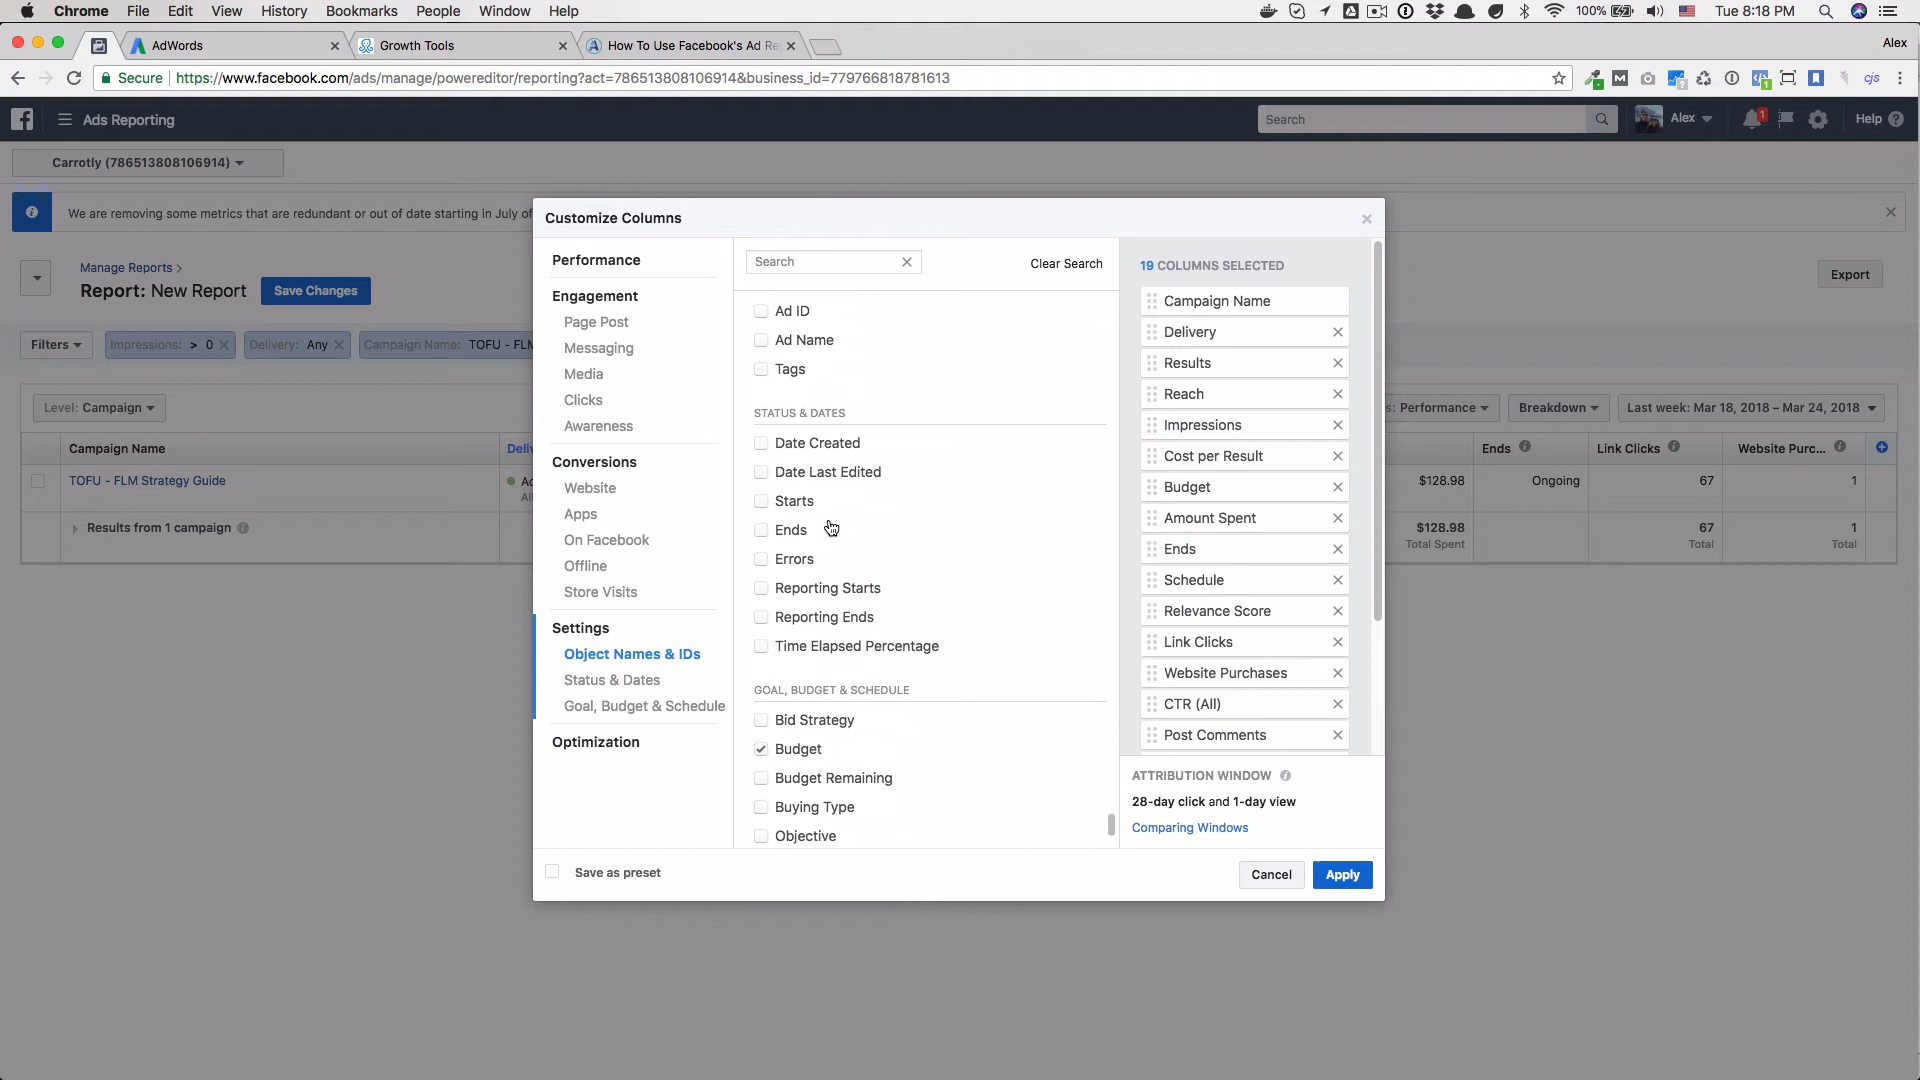 Chrome File Edit View History Bookmarks People Window Help 100% Tue 8:18 PM
AdWords Growth Tools How To Use Facebook's Ad Re Alex
Secure https://www.facebook.com/ads/manage/powereditor/reporting?act=786513808106914&business_id=779766818781613
Ads Reporting Search Alex 1 Help
Carrotly (786513808106914)
We are removing some metrics that are redundant or out of date starting in July of
Manage Reports >
Report: New Report Save Changes Export
Filters Impressions: > 0 Delivery: Any Campaign Name: TOFU - FLM
Level: Campaign s: Performance Breakdown Last week: Mar 18, 2018 – Mar 24, 2018
Campaign Name Deliv Ends Link Clicks Website Purc...
TOFU - FLM Strategy Guide Ac $128.98 Ongoing 67 1
All
Results from 1 campaign $128.98 67 1
Total Spent Total Total
Customize Columns
Performance
Engagement
Page Post
Messaging
Media
Clicks
Awareness
Conversions
Website
Apps
On Facebook
Offline
Store Visits
Settings
Object Names & IDs
Status & Dates
Goal, Budget & Schedule
Optimization
Search Clear Search
Ad ID
Ad Name
Tags
STATUS & DATES
Date Created
Date Last Edited
Starts
Ends
Errors
Reporting Starts
Reporting Ends
Time Elapsed Percentage
GOAL, BUDGET & SCHEDULE
Bid Strategy
Budget
Budget Remaining
Buying Type
Objective
19 COLUMNS SELECTED
Campaign Name
Delivery
Results
Reach
Impressions
Cost per Result
Budget
Amount Spent
Ends
Schedule
Relevance Score
Link Clicks
Website Purchases
CTR (All)
Post Comments
ATTRIBUTION WINDOW
28-day click and 1-day view
Comparing Windows
Save as preset Cancel Apply